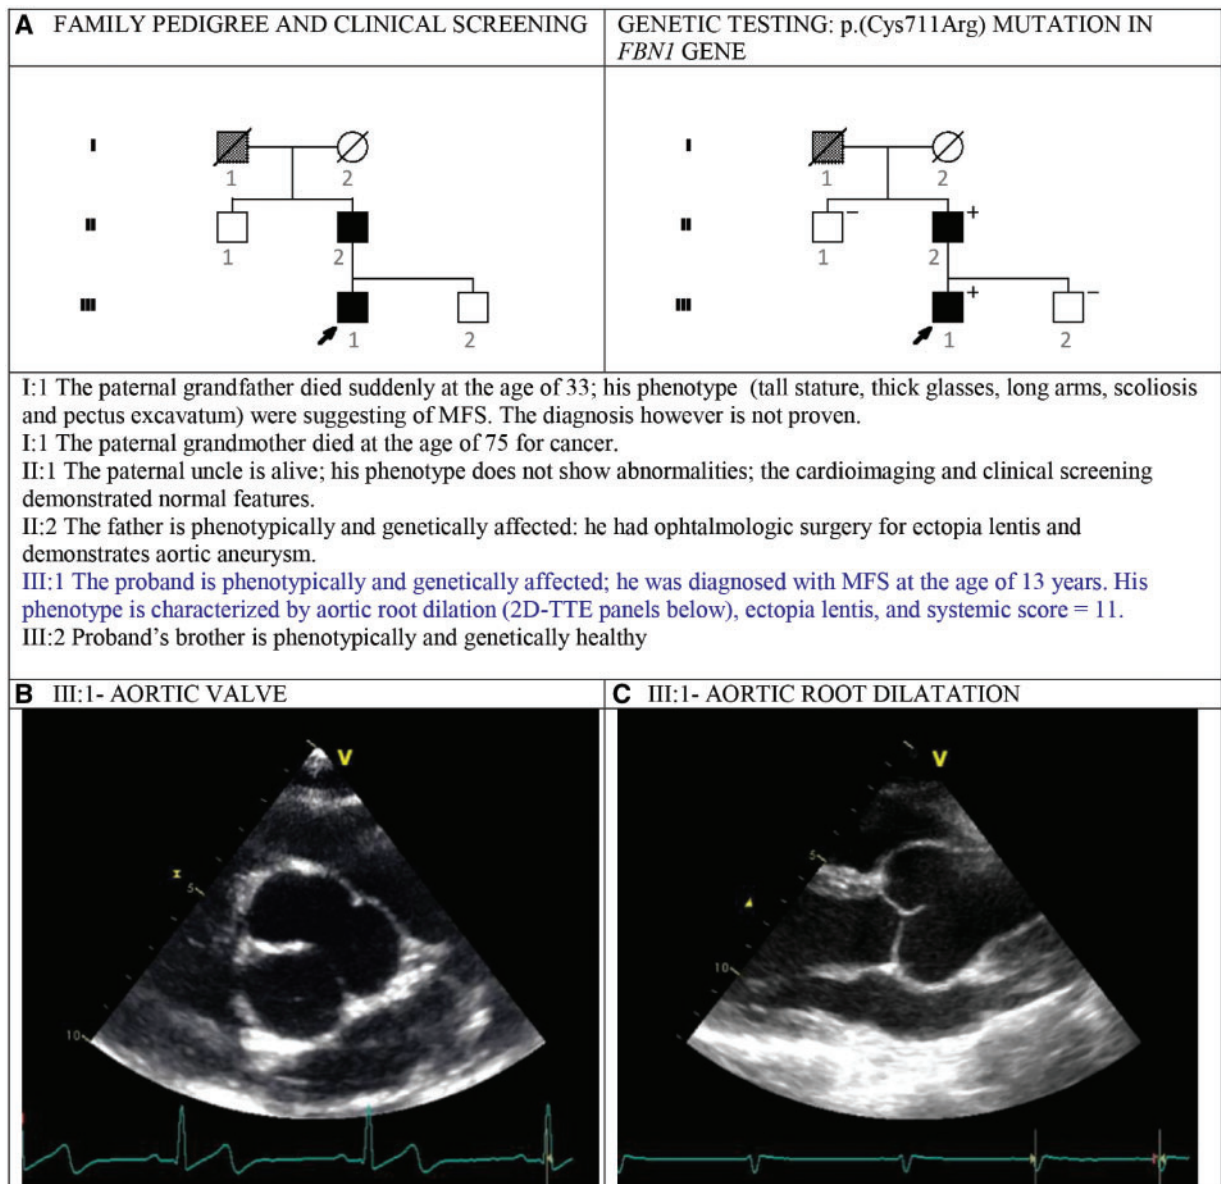 A FAMILY PEDIGREE AND CLINICAL SCREENING
GENETIC TESTING: p.(Cys711Arg) MUTATION IN
FBN1 GENE
I
1
2
II
1
2
III
1
2
I
1
2
II
−
+
1
2
III
+
−
1
2
I:1 The paternal grandfather died suddenly at the age of 33; his phenotype (tall stature, thick glasses, long arms, scoliosis
and pectus excavatum) were suggesting of MFS. The diagnosis however is not proven.
I:1 The paternal grandmother died at the age of 75 for cancer.
II:1 The paternal uncle is alive; his phenotype does not show abnormalities; the cardioimaging and clinical screening
demonstrated normal features.
II:2 The father is phenotypically and genetically affected: he had ophtalmologic surgery for ectopia lentis and
demonstrates aortic aneurysm.
III:1 The proband is phenotypically and genetically affected; he was diagnosed with MFS at the age of 13 years. His
phenotype is characterized by aortic root dilation (2D-TTE panels below), ectopia lentis, and systemic score = 11.
III:2 Proband's brother is phenotypically and genetically healthy
B III:1- AORTIC VALVE
C III:1- AORTIC ROOT DILATATION
V
5
10
V
5
10